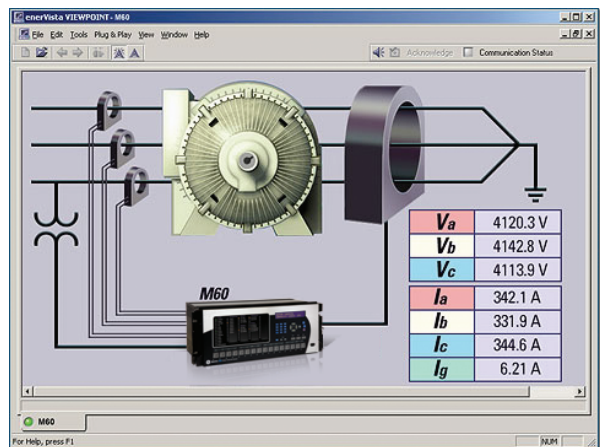 enerVista VIEWPOINT - M60
File Edit Tools Plug & Play View Window Help
Acknowledge Communication Status
M60
Va 4120.3 V
Vb 4142.8 V
Vc 4113.9 V
Ia 342.1 A
Ib 331.9 A
Ic 344.6 A
Ig 6.21 A
M60
For Help, press F1 NUM